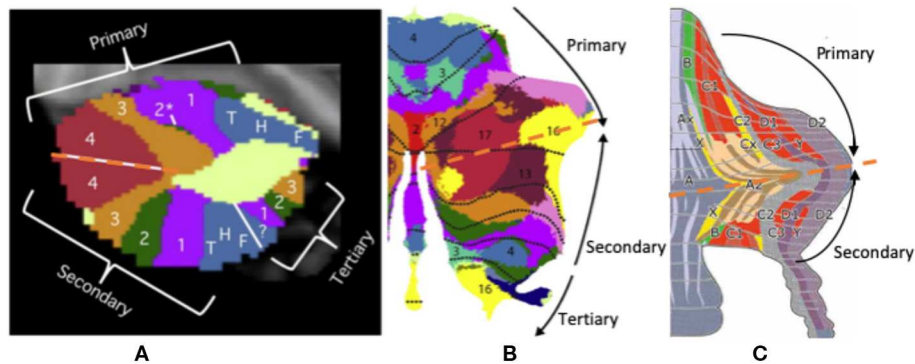 Primary
3
2*
1
T
H
F
4
4
3
2
1
T
H
F
?
1
2
3
Secondary
Tertiary
A
4
3
2
12
17
16
13
4
3
16
Primary
Secondary
Tertiary
B
B
C1
Ax
X
C2
D1
D2
Cx
C3
Y
A
A2
X
C2
D1
D2
B
C1
C3
Y
Primary
Secondary
C